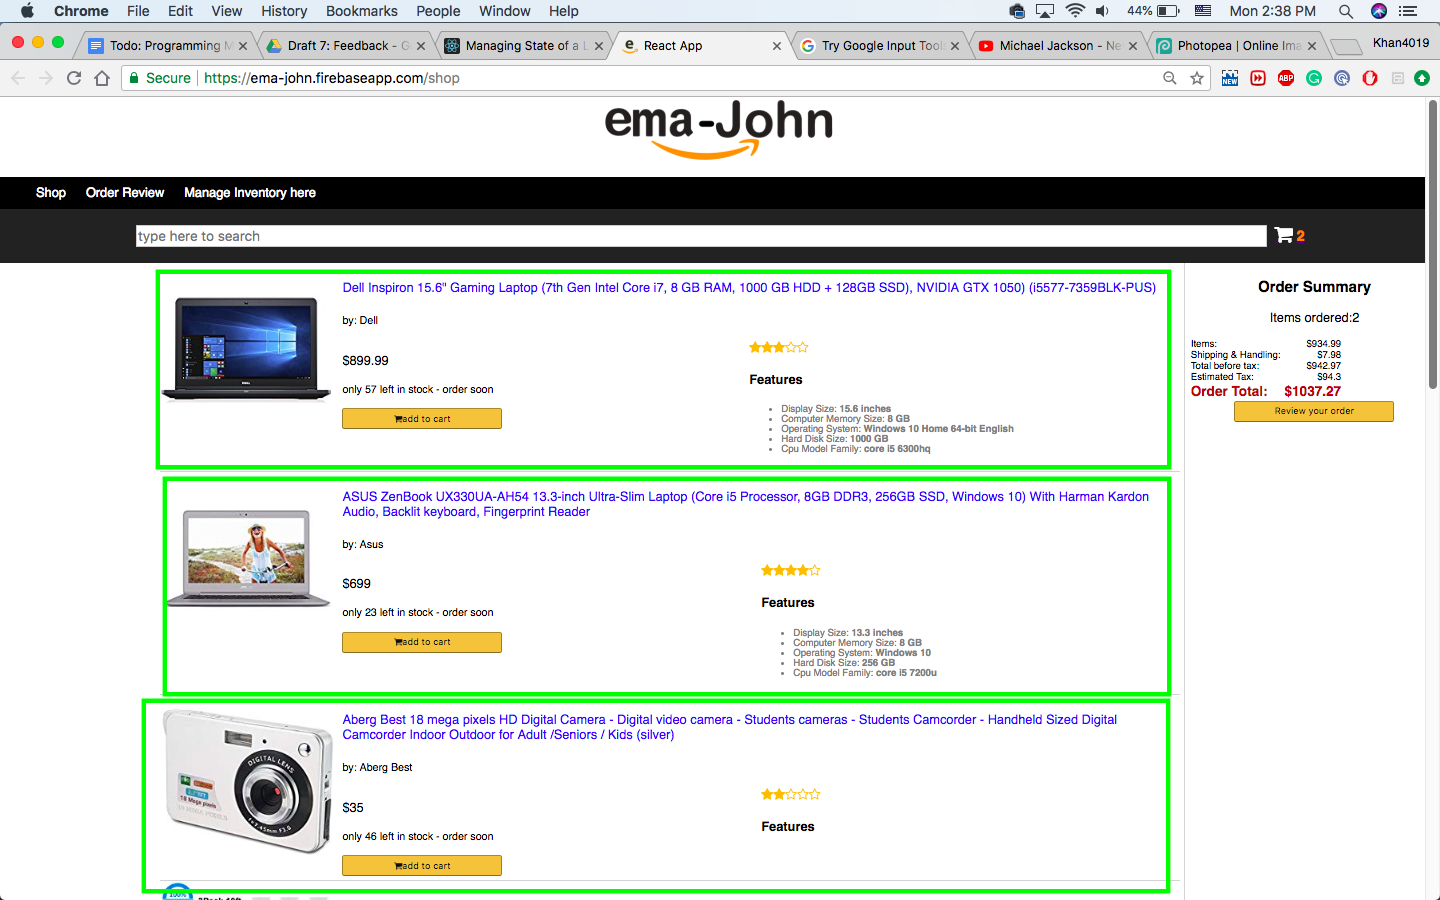 Chrome File Edit View History Bookmarks People Window Help 44% Mon 2:38 PM
Todo: Programming Draft 7: Feedback - G Managing State of a L React App Try Google Input Tool Michael Jackson - Ne Photopea | Online Ima Khan4019
Secure https://ema-john.firebaseapp.com/shop NEW ABP
ema-John
Shop Order Review Manage Inventory here
type here to search 2
Dell Inspiron 15.6" Gaming Laptop (7th Gen Intel Core i7, 8 GB RAM, 1000 GB HDD + 128GB SSD), NVIDIA GTX 1050) (i5577-7359BLK-PUS)
by: Dell
$899.99
only 57 left in stock - order soon
add to cart
Features
Display Size: 15.6 inches
Computer Memory Size: 8 GB
Operating System: Windows 10 Home 64-bit English
Hard Disk Size: 1000 GB
Cpu Model Family: core i5 6300hq
ASUS ZenBook UX330UA-AH54 13.3-inch Ultra-Slim Laptop (Core i5 Processor, 8GB DDR3, 256GB SSD, Windows 10) With Harman Kardon
Audio, Backlit keyboard, Fingerprint Reader
by: Asus
$699
only 23 left in stock - order soon
add to cart
Features
Display Size: 13.3 inches
Computer Memory Size: 8 GB
Operating System: Windows 10
Hard Disk Size: 256 GB
Cpu Model Family: core i5 7200u
Aberg Best 18 mega pixels HD Digital Camera - Digital video camera - Students cameras - Students Camcorder - Handheld Sized Digital
Camcorder Indoor Outdoor for Adult /Seniors / Kids (silver)
by: Aberg Best
$35
only 46 left in stock - order soon
add to cart
Features
DIGITAL LENS
18 Mega pixels
100%
Order Summary
Items ordered:2
Items: $934.99
Shipping & Handling: $7.98
Total before tax: $942.97
Estimated Tax: $94.3
Order Total: $1037.27
Review your order